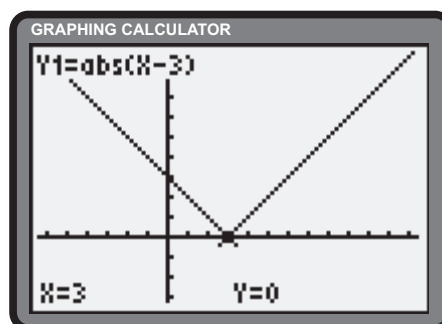 GRAPHING CALCULATOR
Y1=abs(X-3)
X=3 Y=0